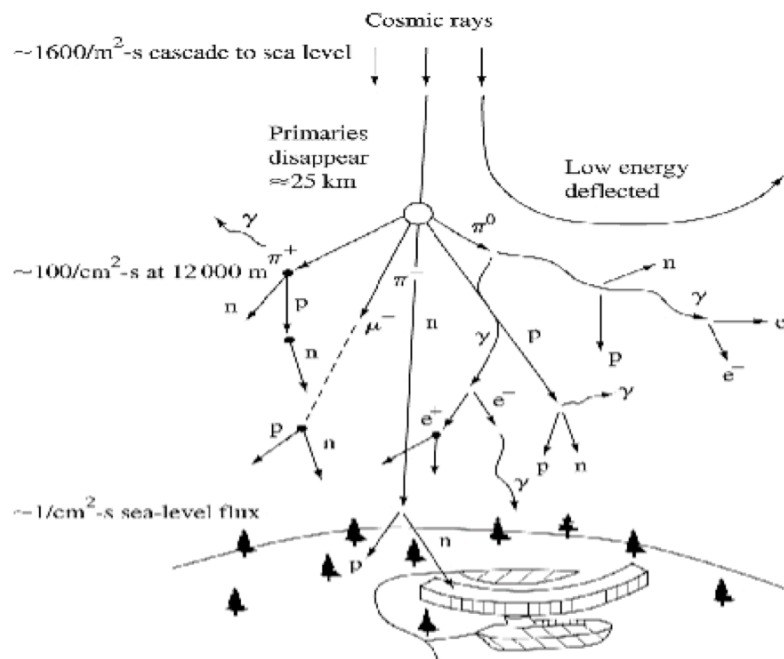 Cosmic rays
~1600/m²-s cascade to sea level
Primaries
disappear
≈25 km
Low energy
deflected
γ
π⁰
π⁺
~100/cm²-s at 12 000 m
π⁻
n
n
p
μ⁻
n
γ
p
γ
e
n
p
e⁻
e⁺
e⁻
γ
p
n
p
n
γ
~1/cm²-s sea-level flux
n
p